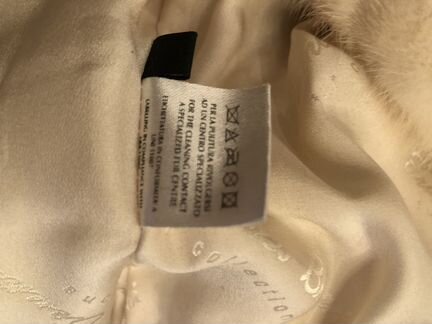 PER LA PULITURA RIVOLGERSI
AD UN CENTRO SPECIALIZZATO
FOR THE CLEANING CONTACT
A SPECIALIZED FUR CENTRE
ETICHETTATURA IN CONFORMITA' A
LABELLING IN COMPLIANCE WITH
Collection